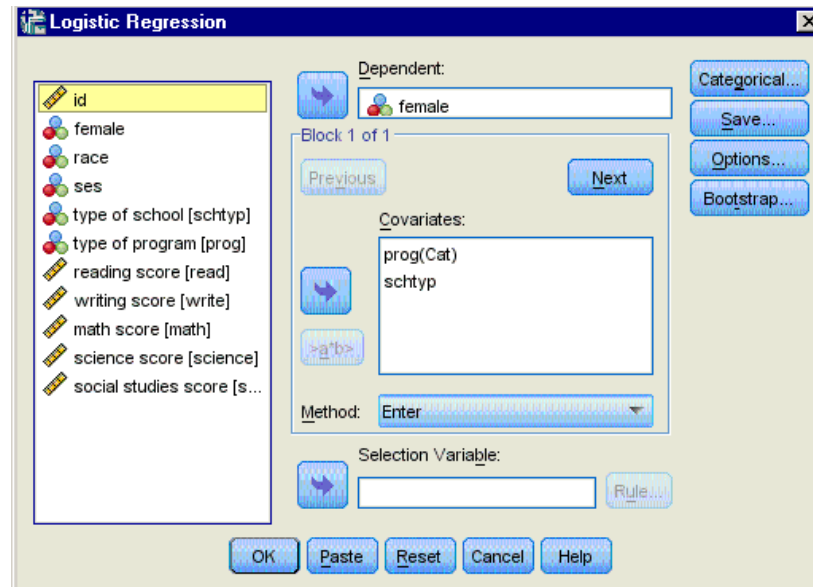 Logistic Regression
id
female
race
ses
type of school [schtyp]
type of program [prog]
reading score [read]
writing score [write]
math score [math]
science score [science]
social studies score [s...
Dependent:
female
Block 1 of 1
Previous
Next
Covariates:
prog(Cat)
schtyp
>a*b>
Method: Enter
Selection Variable:
Rule...
Categorical...
Save...
Options...
Bootstrap...
OK Paste Reset Cancel Help